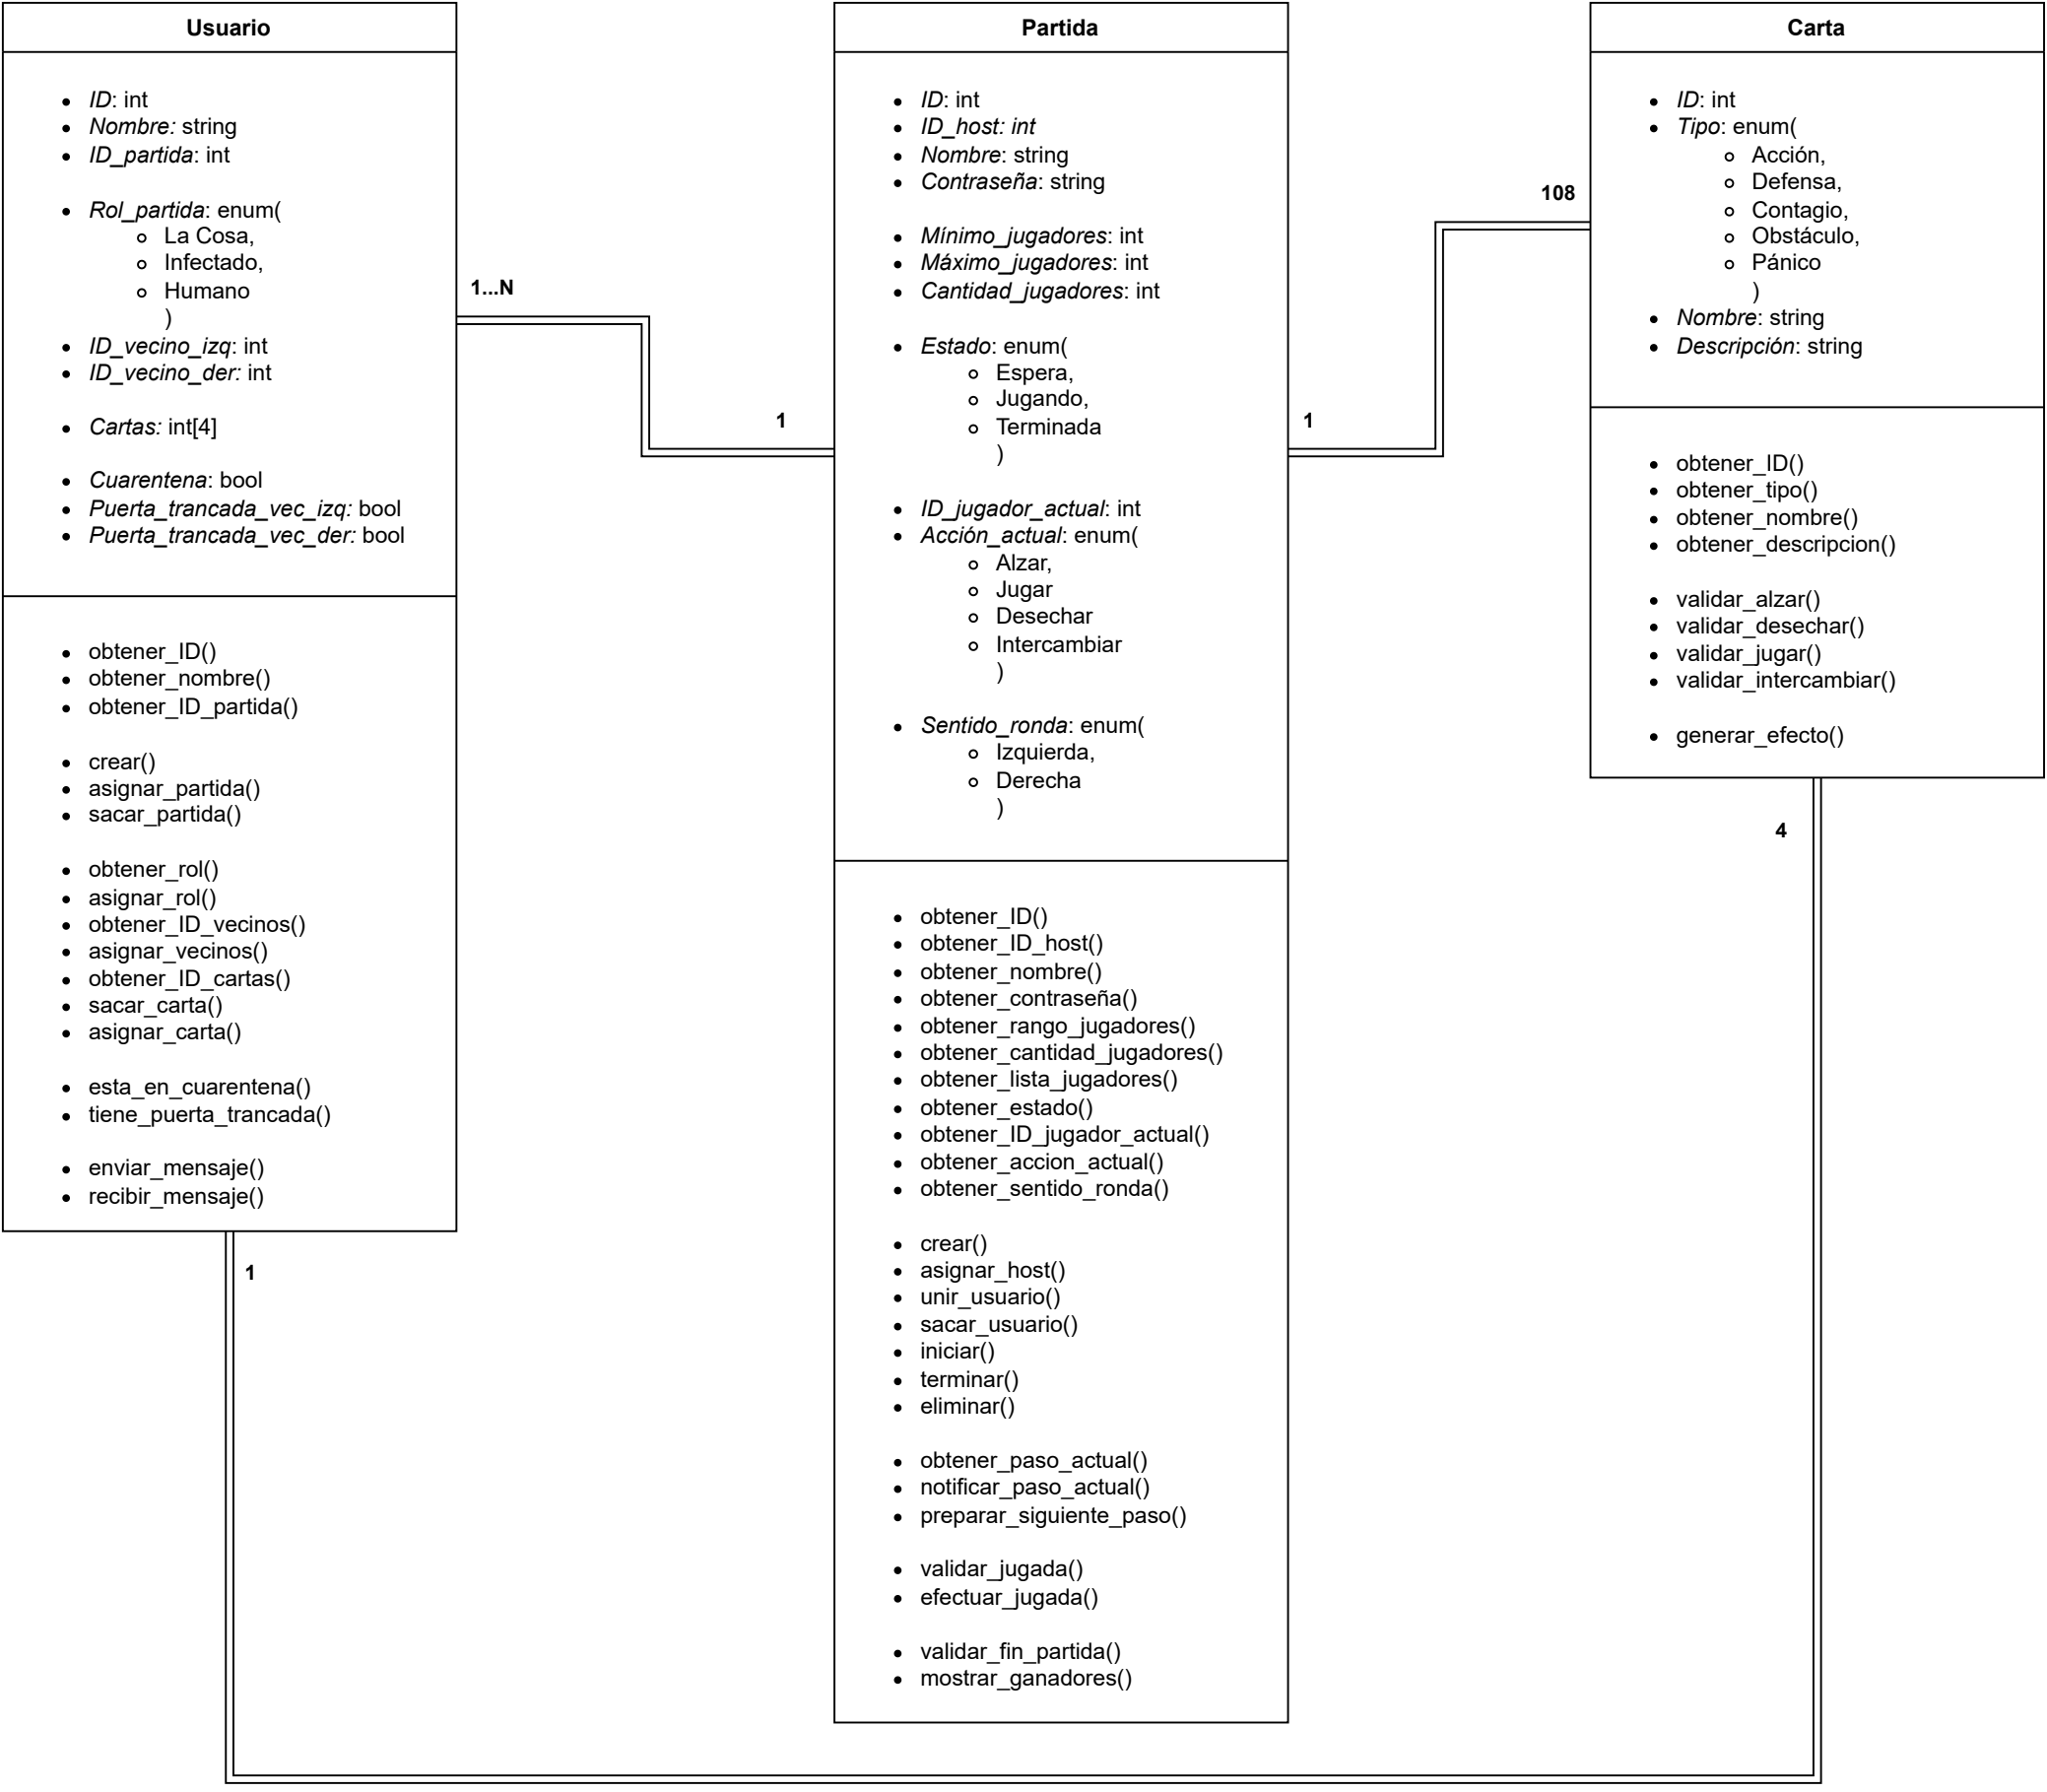 Usuario
ID: int
Nombre: string
ID_partida: int
Rol_partida: enum(
La Cosa,
Infectado,
Humano
)
ID_vecino_izq: int
ID_vecino_der: int
Cartas: int[4]
Cuarentena: bool
Puerta_trancada_vec_izq: bool
Puerta_trancada_vec_der: bool
obtener_ID()
obtener_nombre()
obtener_ID_partida()
crear()
asignar_partida()
sacar_partida()
obtener_rol()
asignar_rol()
obtener_ID_vecinos()
asignar_vecinos()
obtener_ID_cartas()
sacar_carta()
asignar_carta()
esta_en_cuarentena()
tiene_puerta_trancada()
enviar_mensaje()
recibir_mensaje()
1
1...N
1
Partida
ID: int
ID_host: int
Nombre: string
Contraseña: string
Mínimo_jugadores: int
Máximo_jugadores: int
Cantidad_jugadores: int
Estado: enum(
Espera,
Jugando,
Terminada
)
ID_jugador_actual: int
Acción_actual: enum(
Alzar,
Jugar
Desechar
Intercambiar
)
Sentido_ronda: enum(
Izquierda,
Derecha
)
obtener_ID()
obtener_ID_host()
obtener_nombre()
obtener_contraseña()
obtener_rango_jugadores()
obtener_cantidad_jugadores()
obtener_lista_jugadores()
obtener_estado()
obtener_ID_jugador_actual()
obtener_accion_actual()
obtener_sentido_ronda()
crear()
asignar_host()
unir_usuario()
sacar_usuario()
iniciar()
terminar()
eliminar()
obtener_paso_actual()
notificar_paso_actual()
preparar_siguiente_paso()
validar_jugada()
efectuar_jugada()
validar_fin_partida()
mostrar_ganadores()
1
108
Carta
ID: int
Tipo: enum(
Acción,
Defensa,
Contagio,
Obstáculo,
Pánico
)
Nombre: string
Descripción: string
obtener_ID()
obtener_tipo()
obtener_nombre()
obtener_descripcion()
validar_alzar()
validar_desechar()
validar_jugar()
validar_intercambiar()
generar_efecto()
4